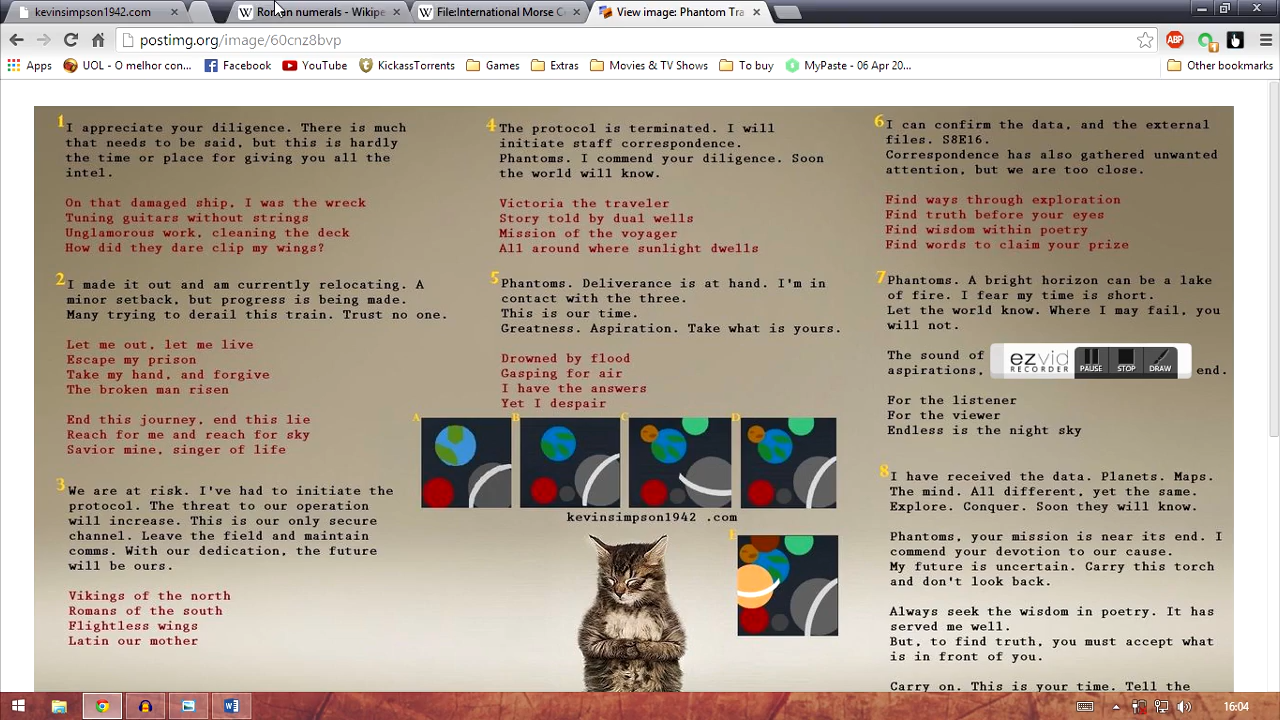 kevinsimpson1942.com
Roman numerals - Wikipe
File:International Morse C
View image: Phantom Tra
postimg.org/image/60cnz8bvp
ABP
Apps
UOL - O melhor con...
Facebook
YouTube
KickassTorrents
Games
Extras
Movies & TV Shows
To buy
MyPaste - 06 Apr 20...
Other bookmarks
1
I appreciate your diligence. There is much
that needs to be said, but this is hardly
the time or place for giving you all the
intel.
On that damaged ship, I was the wreck
Tuning guitars without strings
Unglamorous work, cleaning the deck
How did they dare clip my wings?
2
I made it out and am currently relocating. A
minor setback, but progress is being made.
Many trying to derail this train. Trust no one.
Let me out, let me live
Escape my prison
Take my hand, and forgive
The broken man risen
End this journey, end this lie
Reach for me and reach for sky
Savior mine, singer of life
3
We are at risk. I've had to initiate the
protocol. The threat to our operation
will increase. This is our only secure
channel. Leave the field and maintain
comms. With our dedication, the future
will be ours.
Vikings of the north
Romans of the south
Flightless wings
Latin our mother
4
The protocol is terminated. I will
initiate staff correspondence.
Phantoms. I commend your diligence. Soon
the world will know.
Victoria the traveler
Story told by dual wells
Mission of the voyager
All around where sunlight dwells
5
Phantoms. Deliverance is at hand. I'm in
contact with the three.
This is our time.
Greatness. Aspiration. Take what is yours.
Drowned by flood
Gasping for air
I have the answers
Yet I despair
A
B
C
D
kevinsimpson1942 .com
E
6
I can confirm the data, and the external
files. S8E16.
Correspondence has also gathered unwanted
attention, but we are too close.
Find ways through exploration
Find truth before your eyes
Find wisdom within poetry
Find words to claim your prize
7
Phantoms. A bright horizon can be a lake
of fire. I fear my time is short.
Let the world know. Where I may fail, you
will not.
The sound of
aspirations, end.
ezvid
RECORDER
PAUSE
STOP
DRAW
For the listener
For the viewer
Endless is the night sky
8
I have received the data. Planets. Maps.
The mind. All different, yet the same.
Explore. Conquer. Soon they will know.
Phantoms, your mission is near its end. I
commend your devotion to our cause.
My future is uncertain. Carry this torch
and don't look back.
Always seek the wisdom in poetry. It has
served me well.
But, to find truth, you must accept what
is in front of you.
Carry on. This is your time. Tell the
16:04